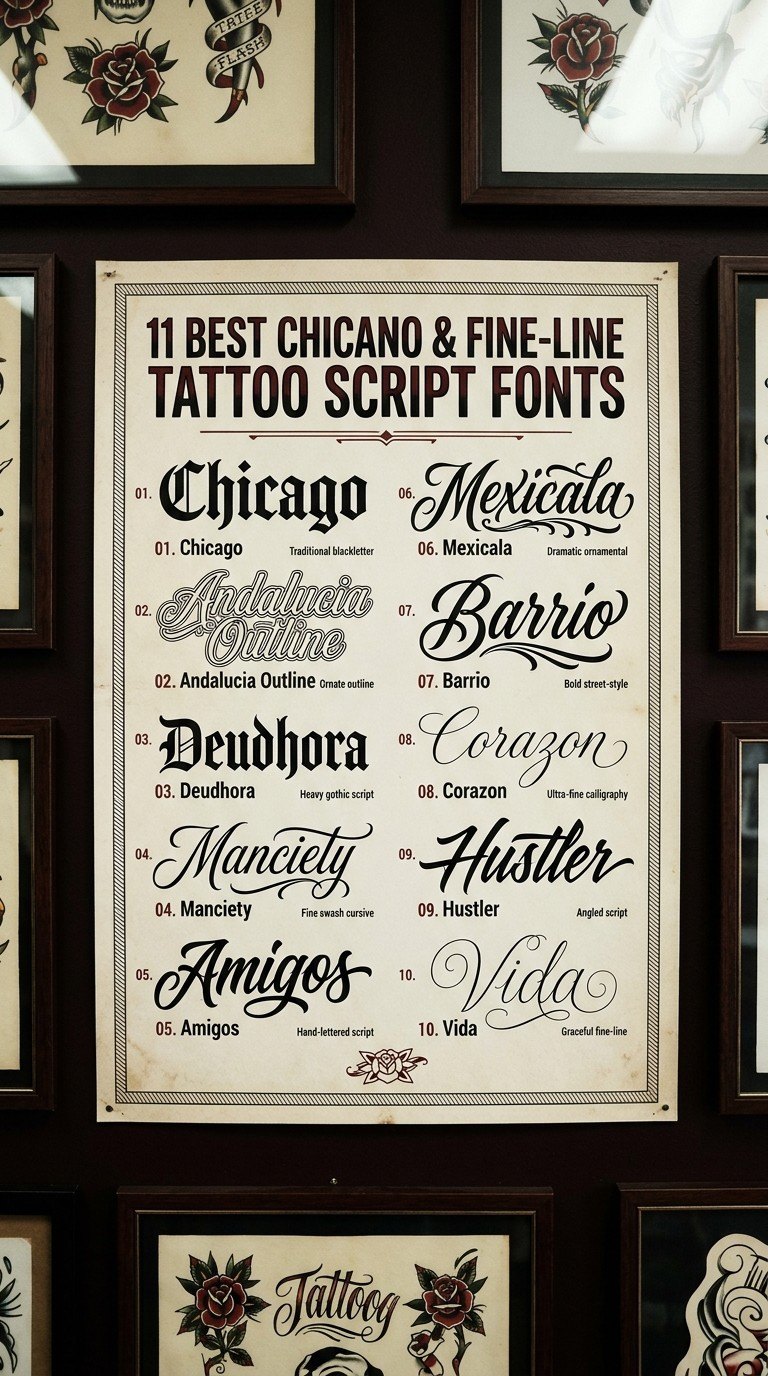 TRTEE
FLASH
11 BEST CHICANO & FINE-LINE
TATTOO SCRIPT FONTS
01. Chicago
01. Chicago Traditional blackletter
02. Andalucia
Outline
02. Andalucia Outline Ornate outline
03. Deudhora
03. Deudhora Heavy gothic script
04. Manciety
04. Manciety Fine swash cursive
05. Amigos
05. Amigos Hand-lettered script
06. Mexicala
06. Mexicala Dramatic ornamental
07. Barrio
07. Barrio Bold street-style
08. Corazon
08. Corazon Ultra-fine calligraphy
09. Hustler
09. Hustler Angled script
10. Vida
10. Vida Graceful fine-line
Tattoog